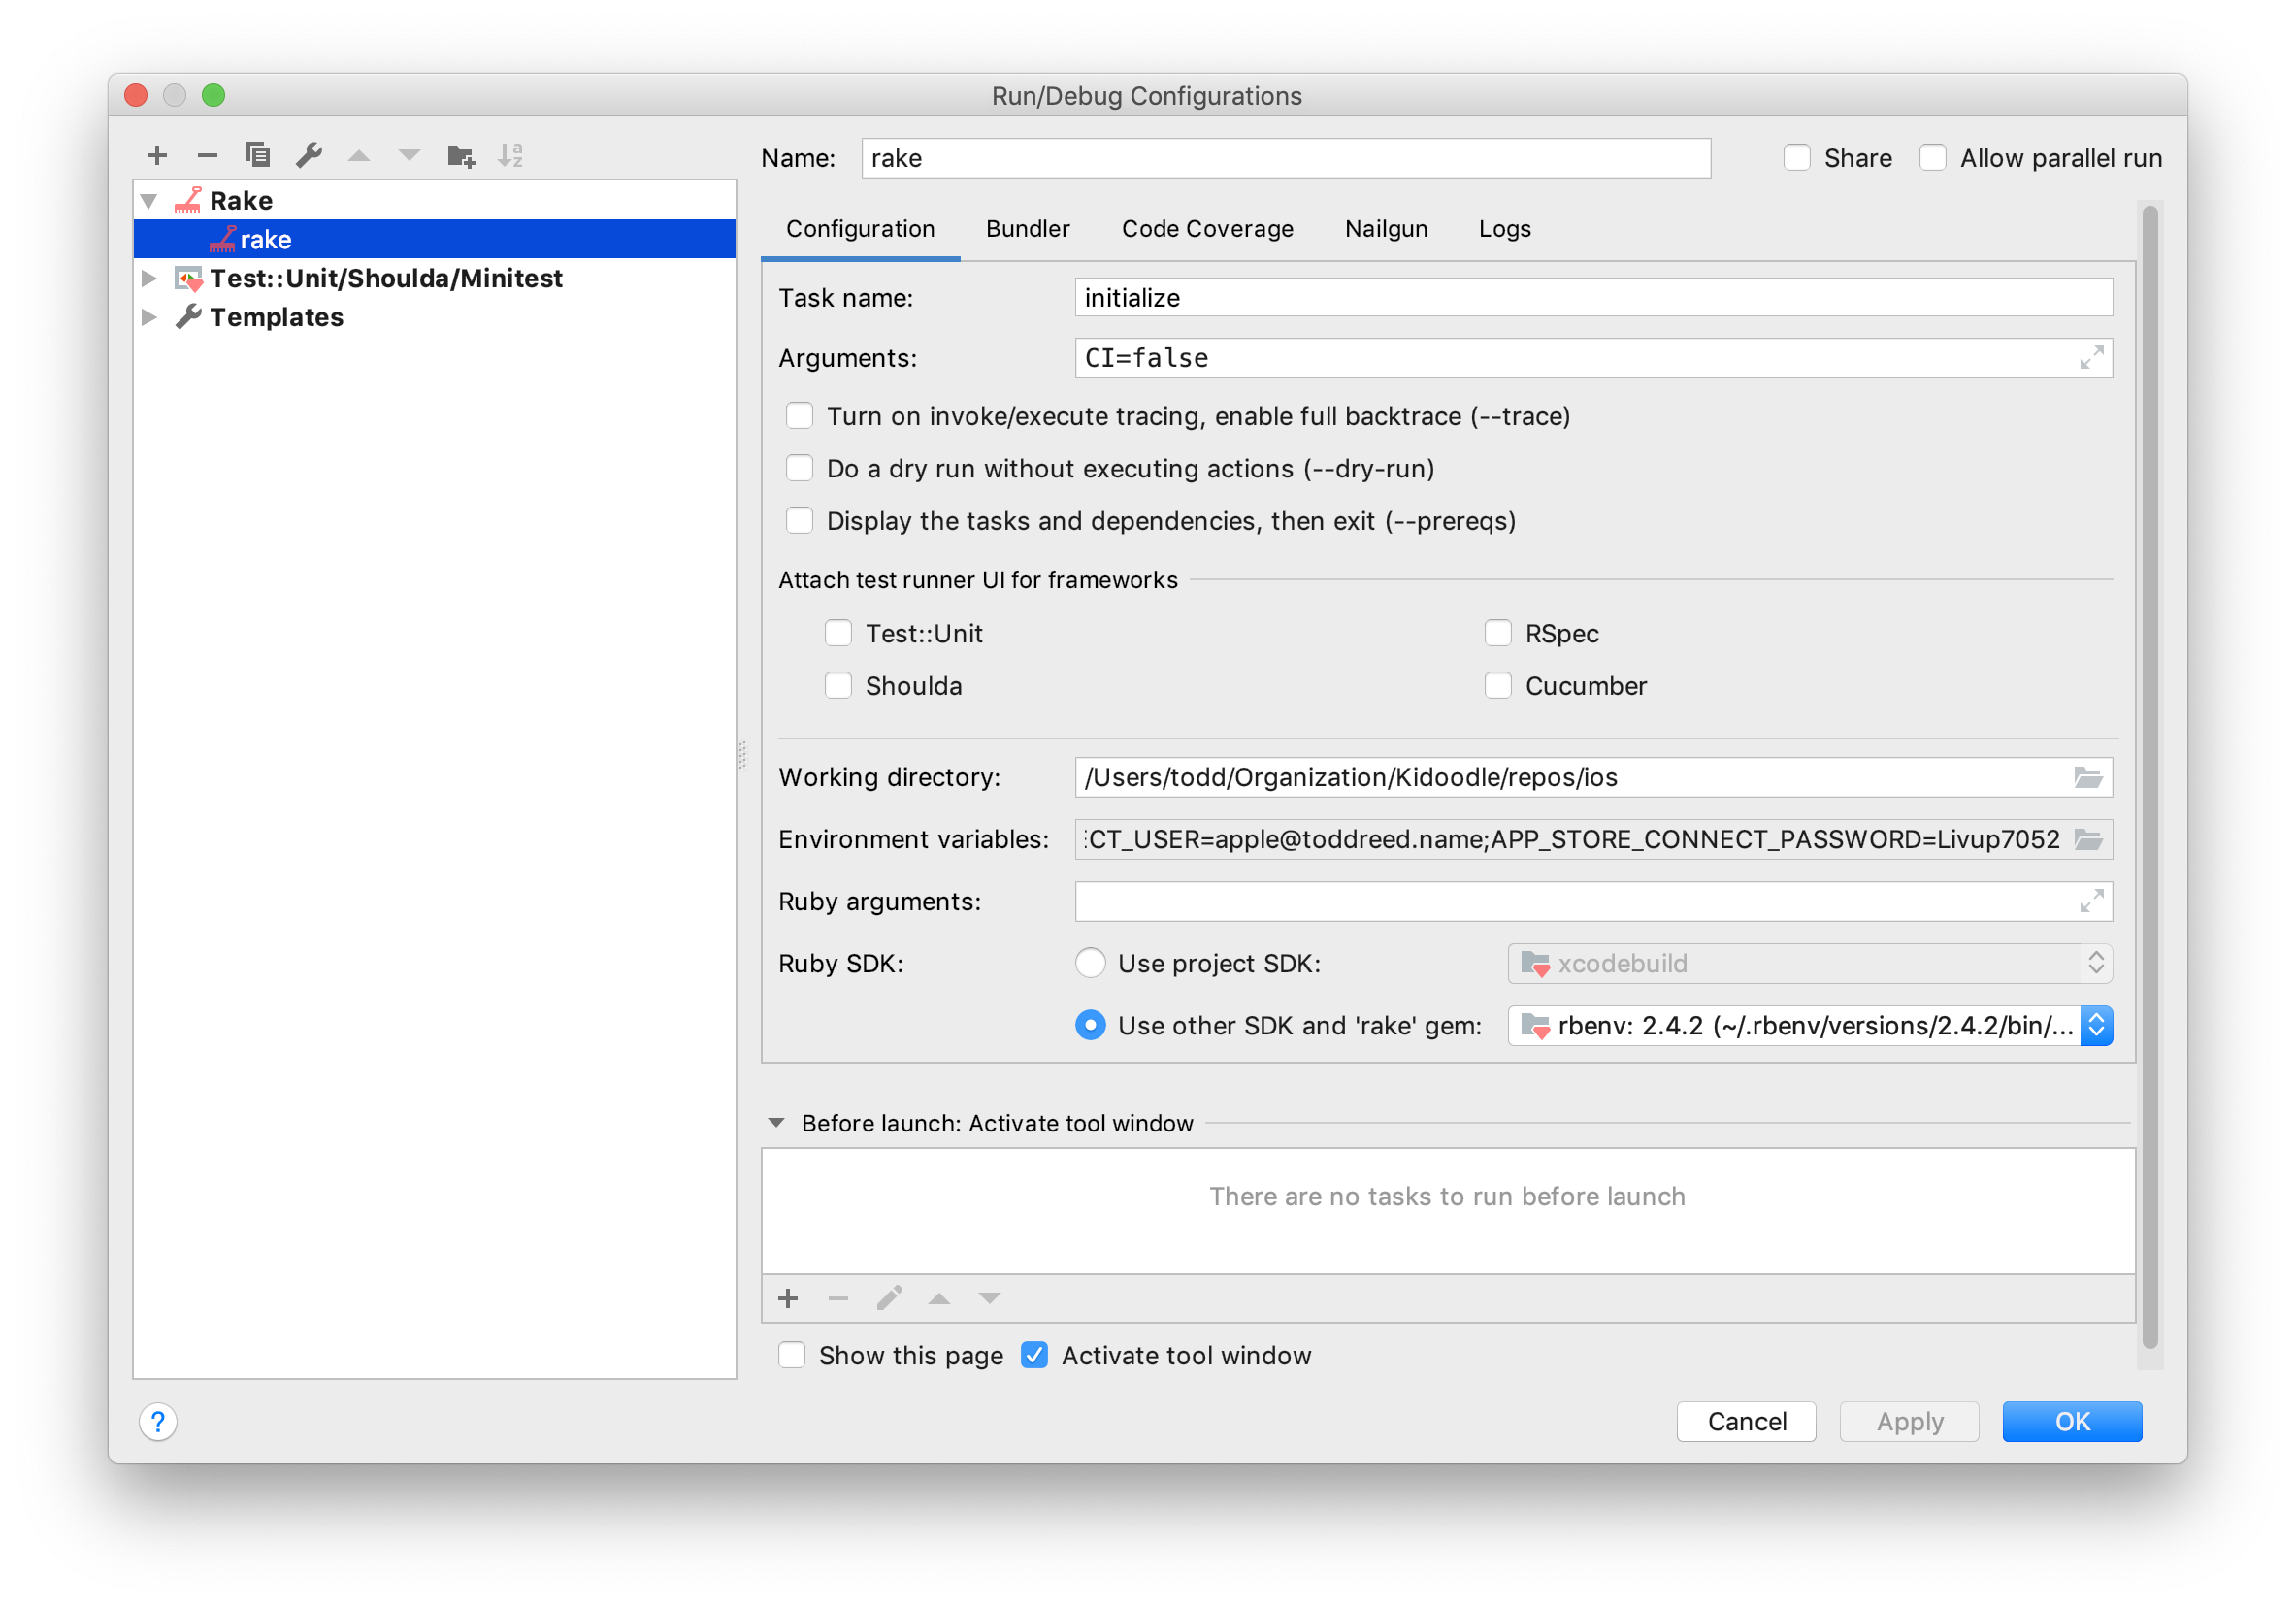 Run/Debug Configurations
Name: rake Share Allow parallel run
Rake
rake
Test::Unit/Shoulda/Minitest
Templates
Configuration Bundler Code Coverage Nailgun Logs
Task name: initialize
Arguments: CI=false
Turn on invoke/execute tracing, enable full backtrace (--trace)
Do a dry run without executing actions (--dry-run)
Display the tasks and dependencies, then exit (--prereqs)
Attach test runner UI for frameworks
Test::Unit RSpec
Shoulda Cucumber
Working directory: /Users/todd/Organization/Kidoodle/repos/ios
Environment variables: CT_USER=apple@toddreed.name;APP_STORE_CONNECT_PASSWORD=Livup7052
Ruby arguments:
Ruby SDK: Use project SDK: xcodebuild
Use other SDK and 'rake' gem: rbenv: 2.4.2 (~/.rbenv/versions/2.4.2/bin/...
Before launch: Activate tool window
There are no tasks to run before launch
Show this page Activate tool window
? Cancel Apply OK